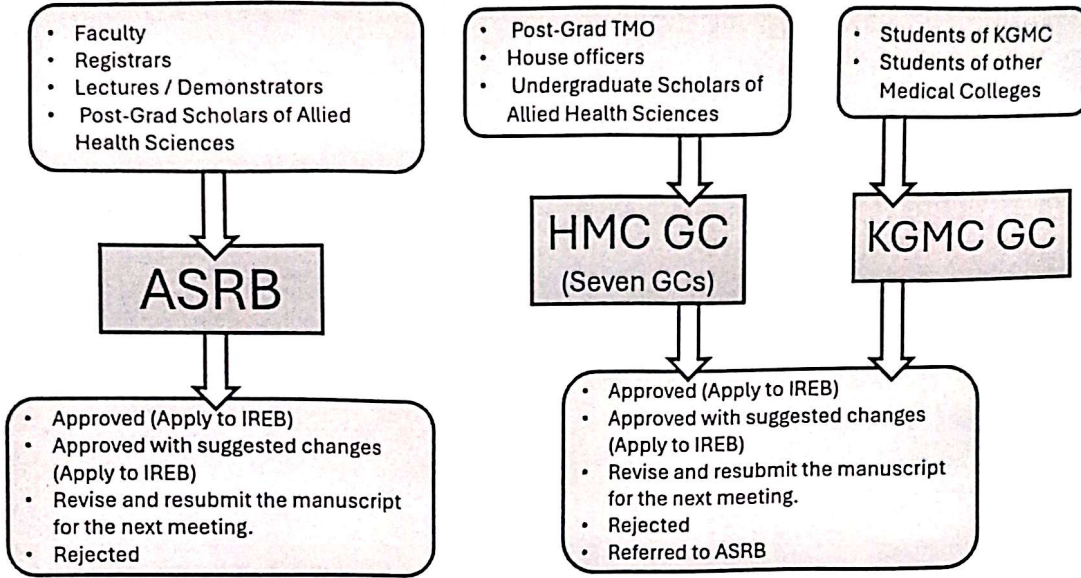 • Faculty
• Registrars
• Lectures / Demonstrators
• Post-Grad Scholars of Allied
Health Sciences
ASRB
• Approved (Apply to IREB)
• Approved with suggested changes
(Apply to IREB)
• Revise and resubmit the manuscript
for the next meeting.
• Rejected
• Post-Grad TMO
• House officers
• Undergraduate Scholars of
Allied Health Sciences
HMC GC
(Seven GCs)
• Students of KGMC
• Students of other
Medical Colleges
KGMC GC
• Approved (Apply to IREB)
• Approved with suggested changes
(Apply to IREB)
• Revise and resubmit the manuscript
for the next meeting.
• Rejected
• Referred to ASRB